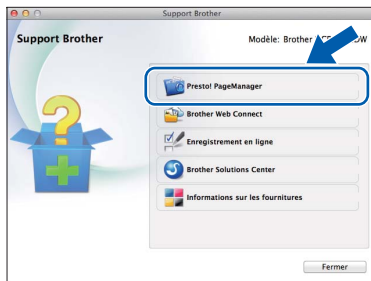 Support Brother
Support Brother
Modèle: Brother
Presto! PageManager
Brother Web Connect
Enregistrement en ligne
Brother Solutions Center
Informations sur les fournitures
Fermer